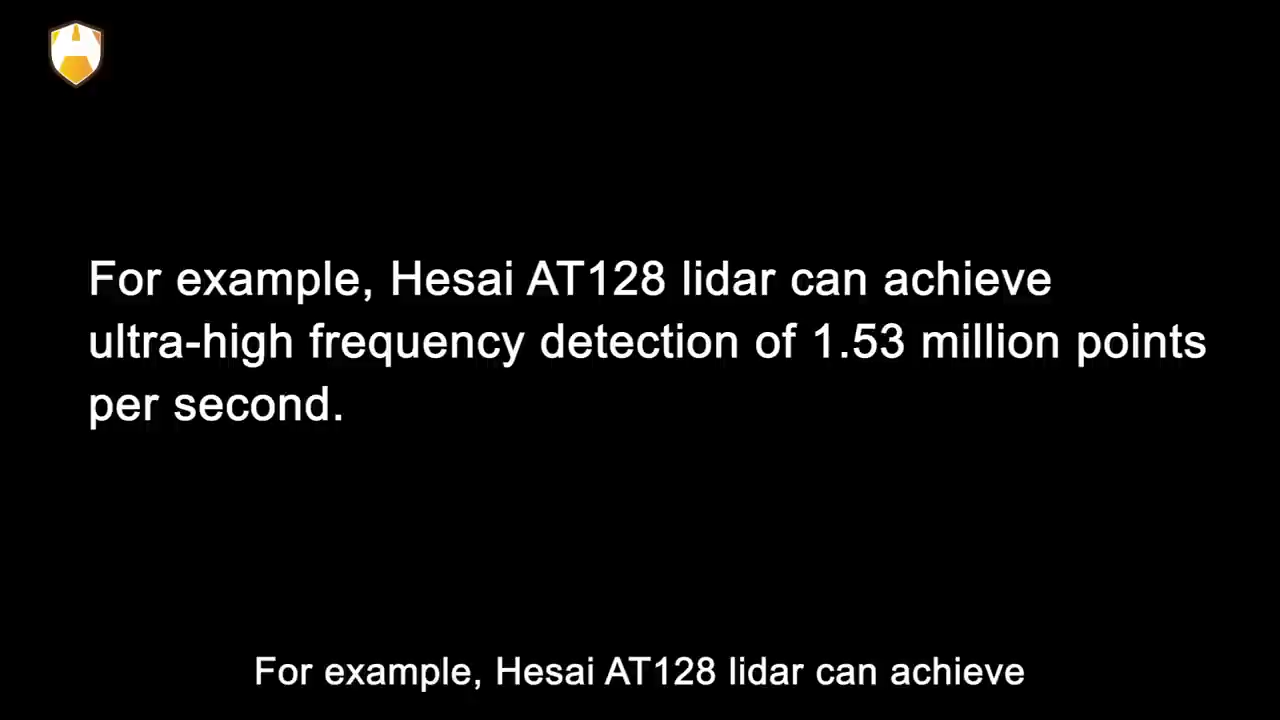 For example, Hesai AT128 lidar can achieve
ultra-high frequency detection of 1.53 million points
per second.
For example, Hesai AT128 lidar can achieve